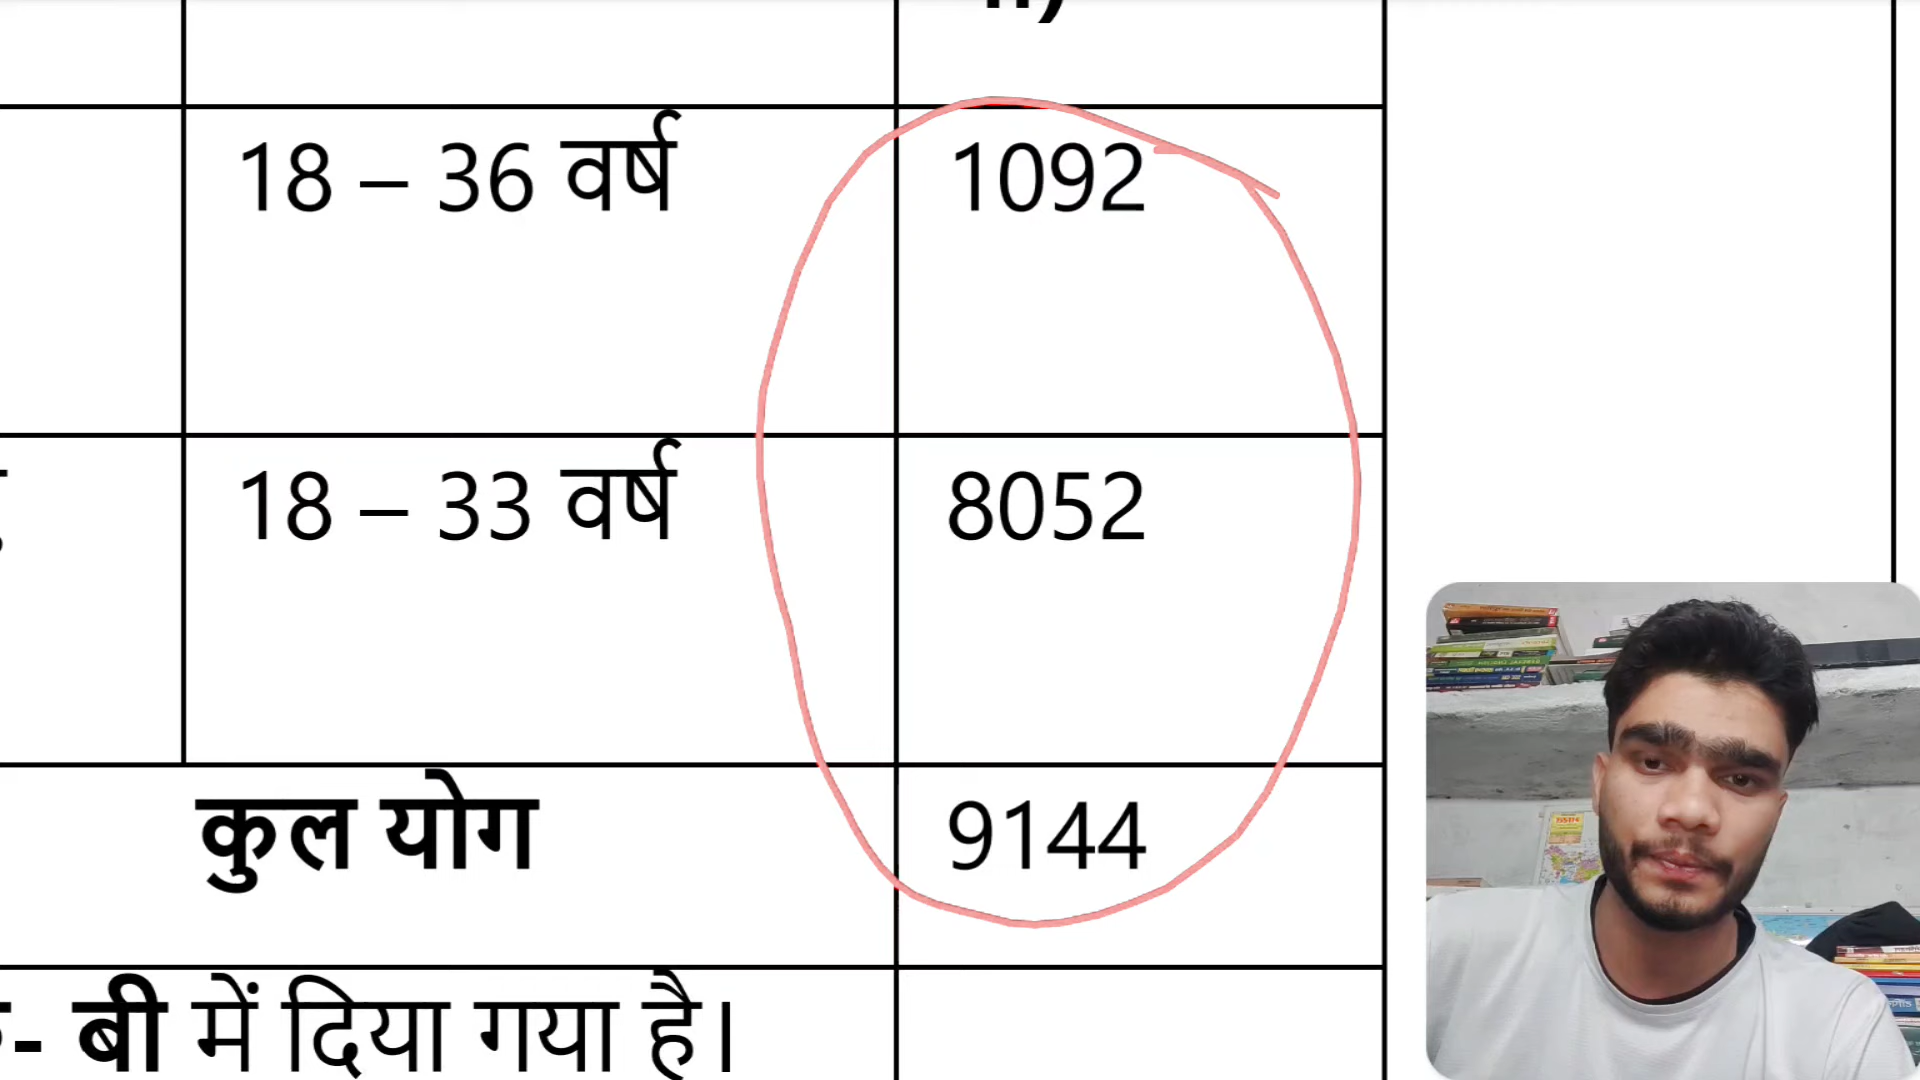 18 – 36 वर्ष 1092
18 – 33 वर्ष 8052
कुल योग 9144
बी में दिया गया है।